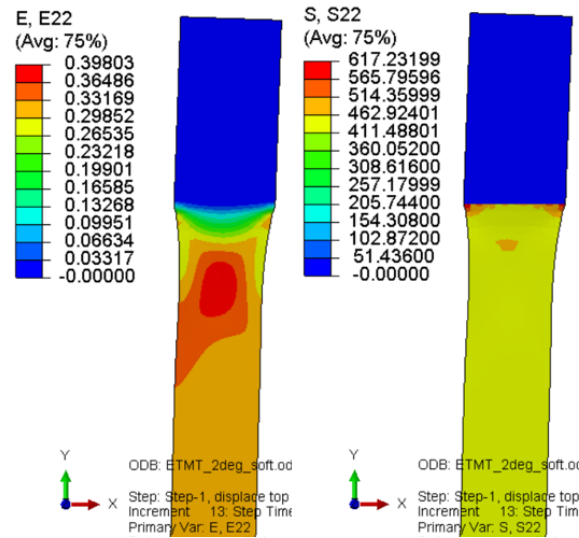 E, E22
(Avg: 75%)
0.39803
0.36486
0.33169
0.29852
0.26535
0.23218
0.19901
0.16585
0.13268
0.09951
0.06634
0.03317
-0.00000
Y
X
ODB: ETMT_2deg_soft.od
Step: Step-1, displace top
Increment 13: Step Time
Primary Var: E, E22
S, S22
(Avg: 75%)
617.23199
565.79596
514.35999
462.92401
411.48801
360.05200
308.61600
257.17999
205.74400
154.30800
102.87200
51.43600
-0.00000
Y
X
ODB: ETMT_2deg_soft.od
Step: Step-1, displace top
Increment 13: Step Time
Primary Var: S, S22